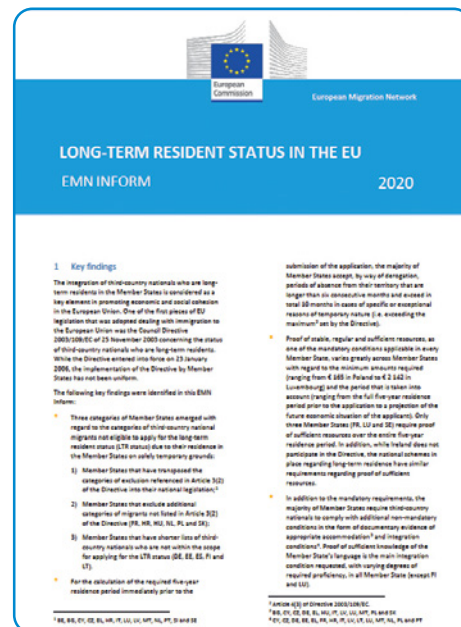 European
Commission
European Migration Network
LONG-TERM RESIDENT STATUS IN THE EU
EMN INFORM
2020
1 Key findings
The integration of third-country nationals who are long-
term residents in the Member States is considered as a
key element in promoting economic and social cohesion
in the European Union. One of the first pieces of EU
legislation that was adopted dealing with immigration to
the European Union was the Council Directive
2003/109/EC of 25 November 2003 concerning the status
of third-country nationals who are long-term residents.
While the Directive entered into force on 23 January
2006, the implementation of the Directive by Member
States has not been uniform.
The following key findings were identified in this EMN
Inform:
Three categories of Member States emerged with
regard to the categories of third-country national
migrants not eligible to apply for the long-term
resident status (LTR status) due to their residence in
the Member States on solely temporary grounds:
1) Member States that have transposed the
categories of exclusion referenced in Article 3(2)
of the Directive into their national legislation;¹
2) Member States that exclude additional
categories of migrants not listed in Article 3(2)
of the Directive (FR, HR, HU, NL, PL and SK);
3) Member States that have shorter lists of third-
country nationals who are not within the scope
for applying for the LTR status (DE, EE, ES, FI and
LT).
For the calculation of the required five-year
residence period immediately prior to the
submission of the application, the majority of
Member States accept, by way of derogation,
periods of absence from their territory that are
longer than six consecutive months and exceed in
total 10 months in cases of specific or exceptional
reasons of temporary nature (i.e. exceeding the
maximum² set by the Directive).
Proof of stable, regular and sufficient resources, as
one of the mandatory conditions applicable in every
Member State, varies greatly across Member States
with regard to the minimum amounts required
(ranging from € 165 in Poland to € 2 142 in
Luxembourg) and the period that is taken into
account (ranging from the full five-year residence
period prior to the application to a projection of the
future economic situation of the applicant). Only
three Member States (FR, LU and SE) require proof
of sufficient resources over the entire five-year
residence period. In addition, while Ireland does not
participate in the Directive, the national schemes in
place regarding long-term residence have similar
requirements regarding proof of sufficient
resources.
In addition to the mandatory requirements, the
majority of Member States require third-country
nationals to comply with additional non-mandatory
conditions in the form of documentary evidence of
appropriate accommodation³ and integration
conditions⁴. Proof of sufficient knowledge of the
Member State's language is the main integration
condition requested, with varying degrees of
required proficiency, in all Member State (except FI
and LU).